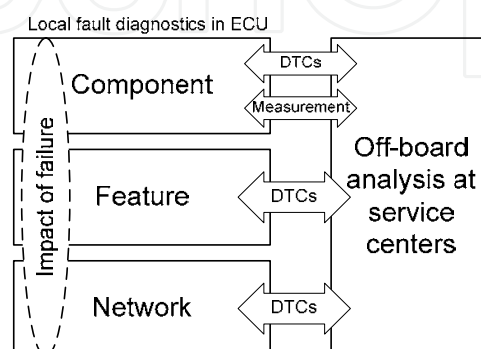 Local fault diagnostics in ECU
Component
DTCs
Measurement
Impact of failure
Feature
DTCs
Off-board
analysis at
service
centers
Network
DTCs